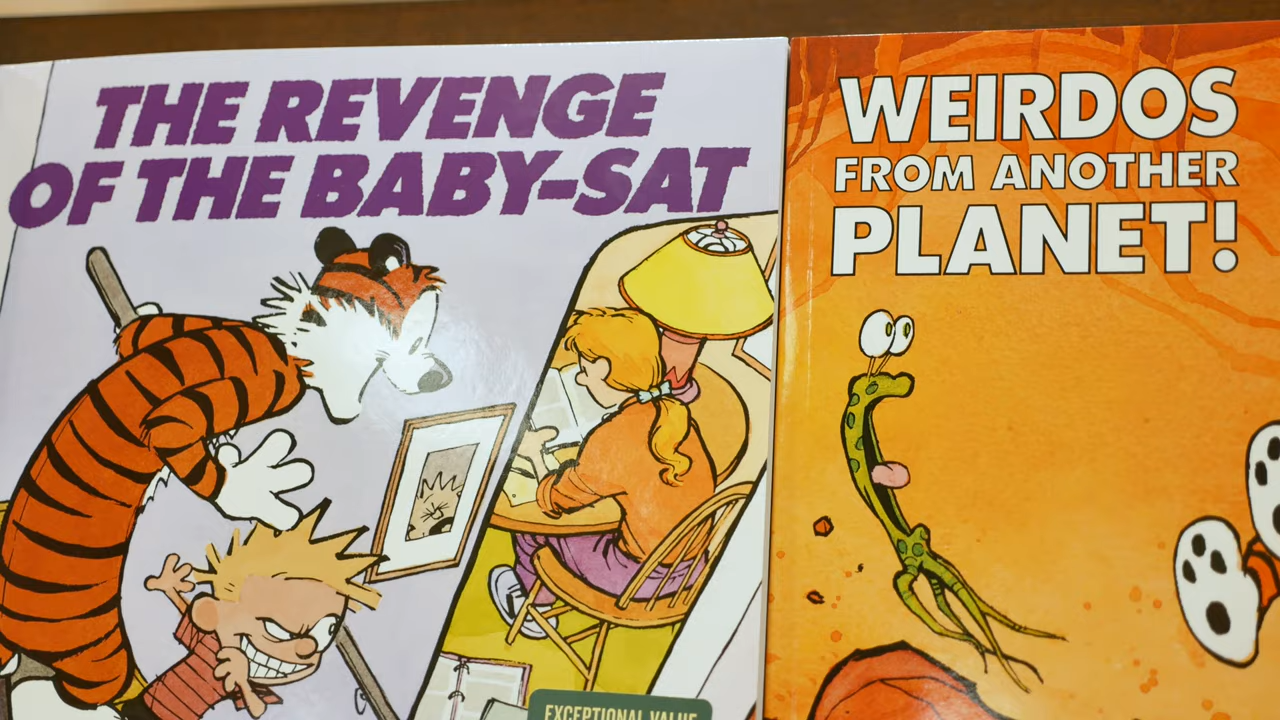 THE REVENGE
OF THE BABY-SAT
WEIRDOS
FROM ANOTHER
PLANET!
EXCEPTIONAL VALUE